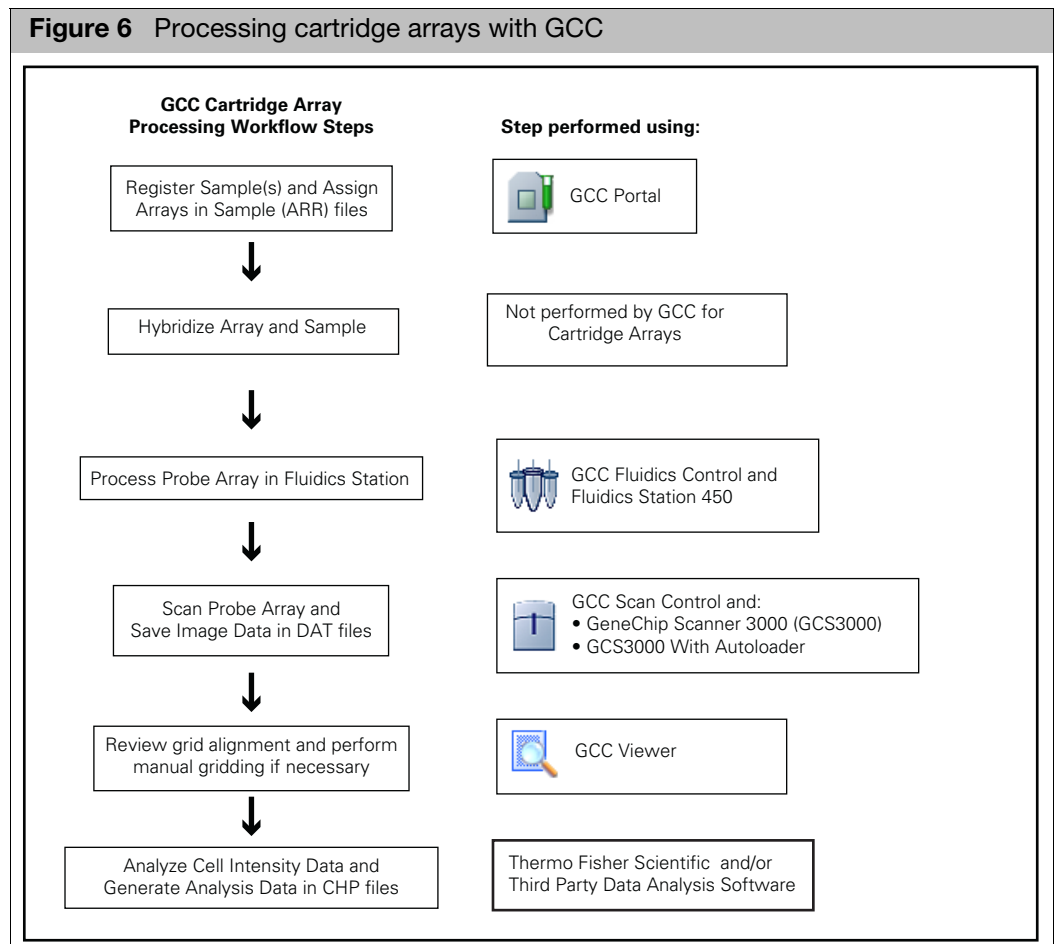 Figure 6 Processing cartridge arrays with GCC
GCC Cartridge Array
Processing Workflow Steps
Step performed using:
Register Sample(s) and Assign
Arrays in Sample (ARR) files
GCC Portal
Hybridize Array and Sample
Not performed by GCC for
Cartridge Arrays
Process Probe Array in Fluidics Station
GCC Fluidics Control and
Fluidics Station 450
Scan Probe Array and
Save Image Data in DAT files
GCC Scan Control and:
• GeneChip Scanner 3000 (GCS3000)
• GCS3000 With Autoloader
Review grid alignment and perform
manual gridding if necessary
GCC Viewer
Analyze Cell Intensity Data and
Generate Analysis Data in CHP files
Thermo Fisher Scientific and/or
Third Party Data Analysis Software